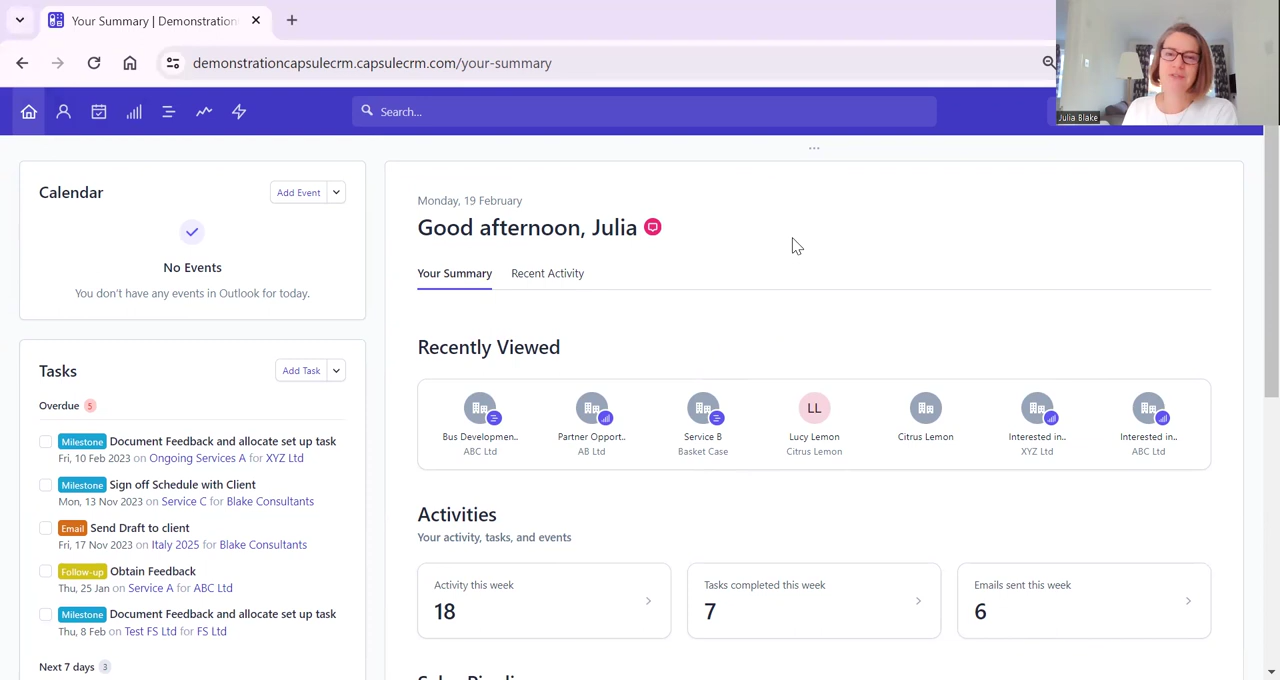 Your Summary | Demonstration
demonstrationcapsulecrm.capsulecrm.com/your-summary
Search...
Julia Blake
Calendar
Add Event
No Events
You don't have any events in Outlook for today.
Tasks
Add Task
Overdue 5
Milestone Document Feedback and allocate set up task
Fri, 10 Feb 2023 on Ongoing Services A for XYZ Ltd
Milestone Sign off Schedule with Client
Mon, 13 Nov 2023 on Service C for Blake Consultants
Email Send Draft to client
Fri, 17 Nov 2023 on Italy 2025 for Blake Consultants
Follow-up Obtain Feedback
Thu, 25 Jan on Service A for ABC Ltd
Milestone Document Feedback and allocate set up task
Thu, 8 Feb on Test FS Ltd for FS Ltd
Next 7 days 3
Monday, 19 February
Good afternoon, Julia
Your Summary Recent Activity
Recently Viewed
LL
Bus Developmen.. Partner Opport.. Service B Lucy Lemon Citrus Lemon Interested in.. Interested in..
ABC Ltd AB Ltd Basket Case Citrus Lemon XYZ Ltd ABC Ltd
Activities
Your activity, tasks, and events
Activity this week Tasks completed this week Emails sent this week
18 7 6